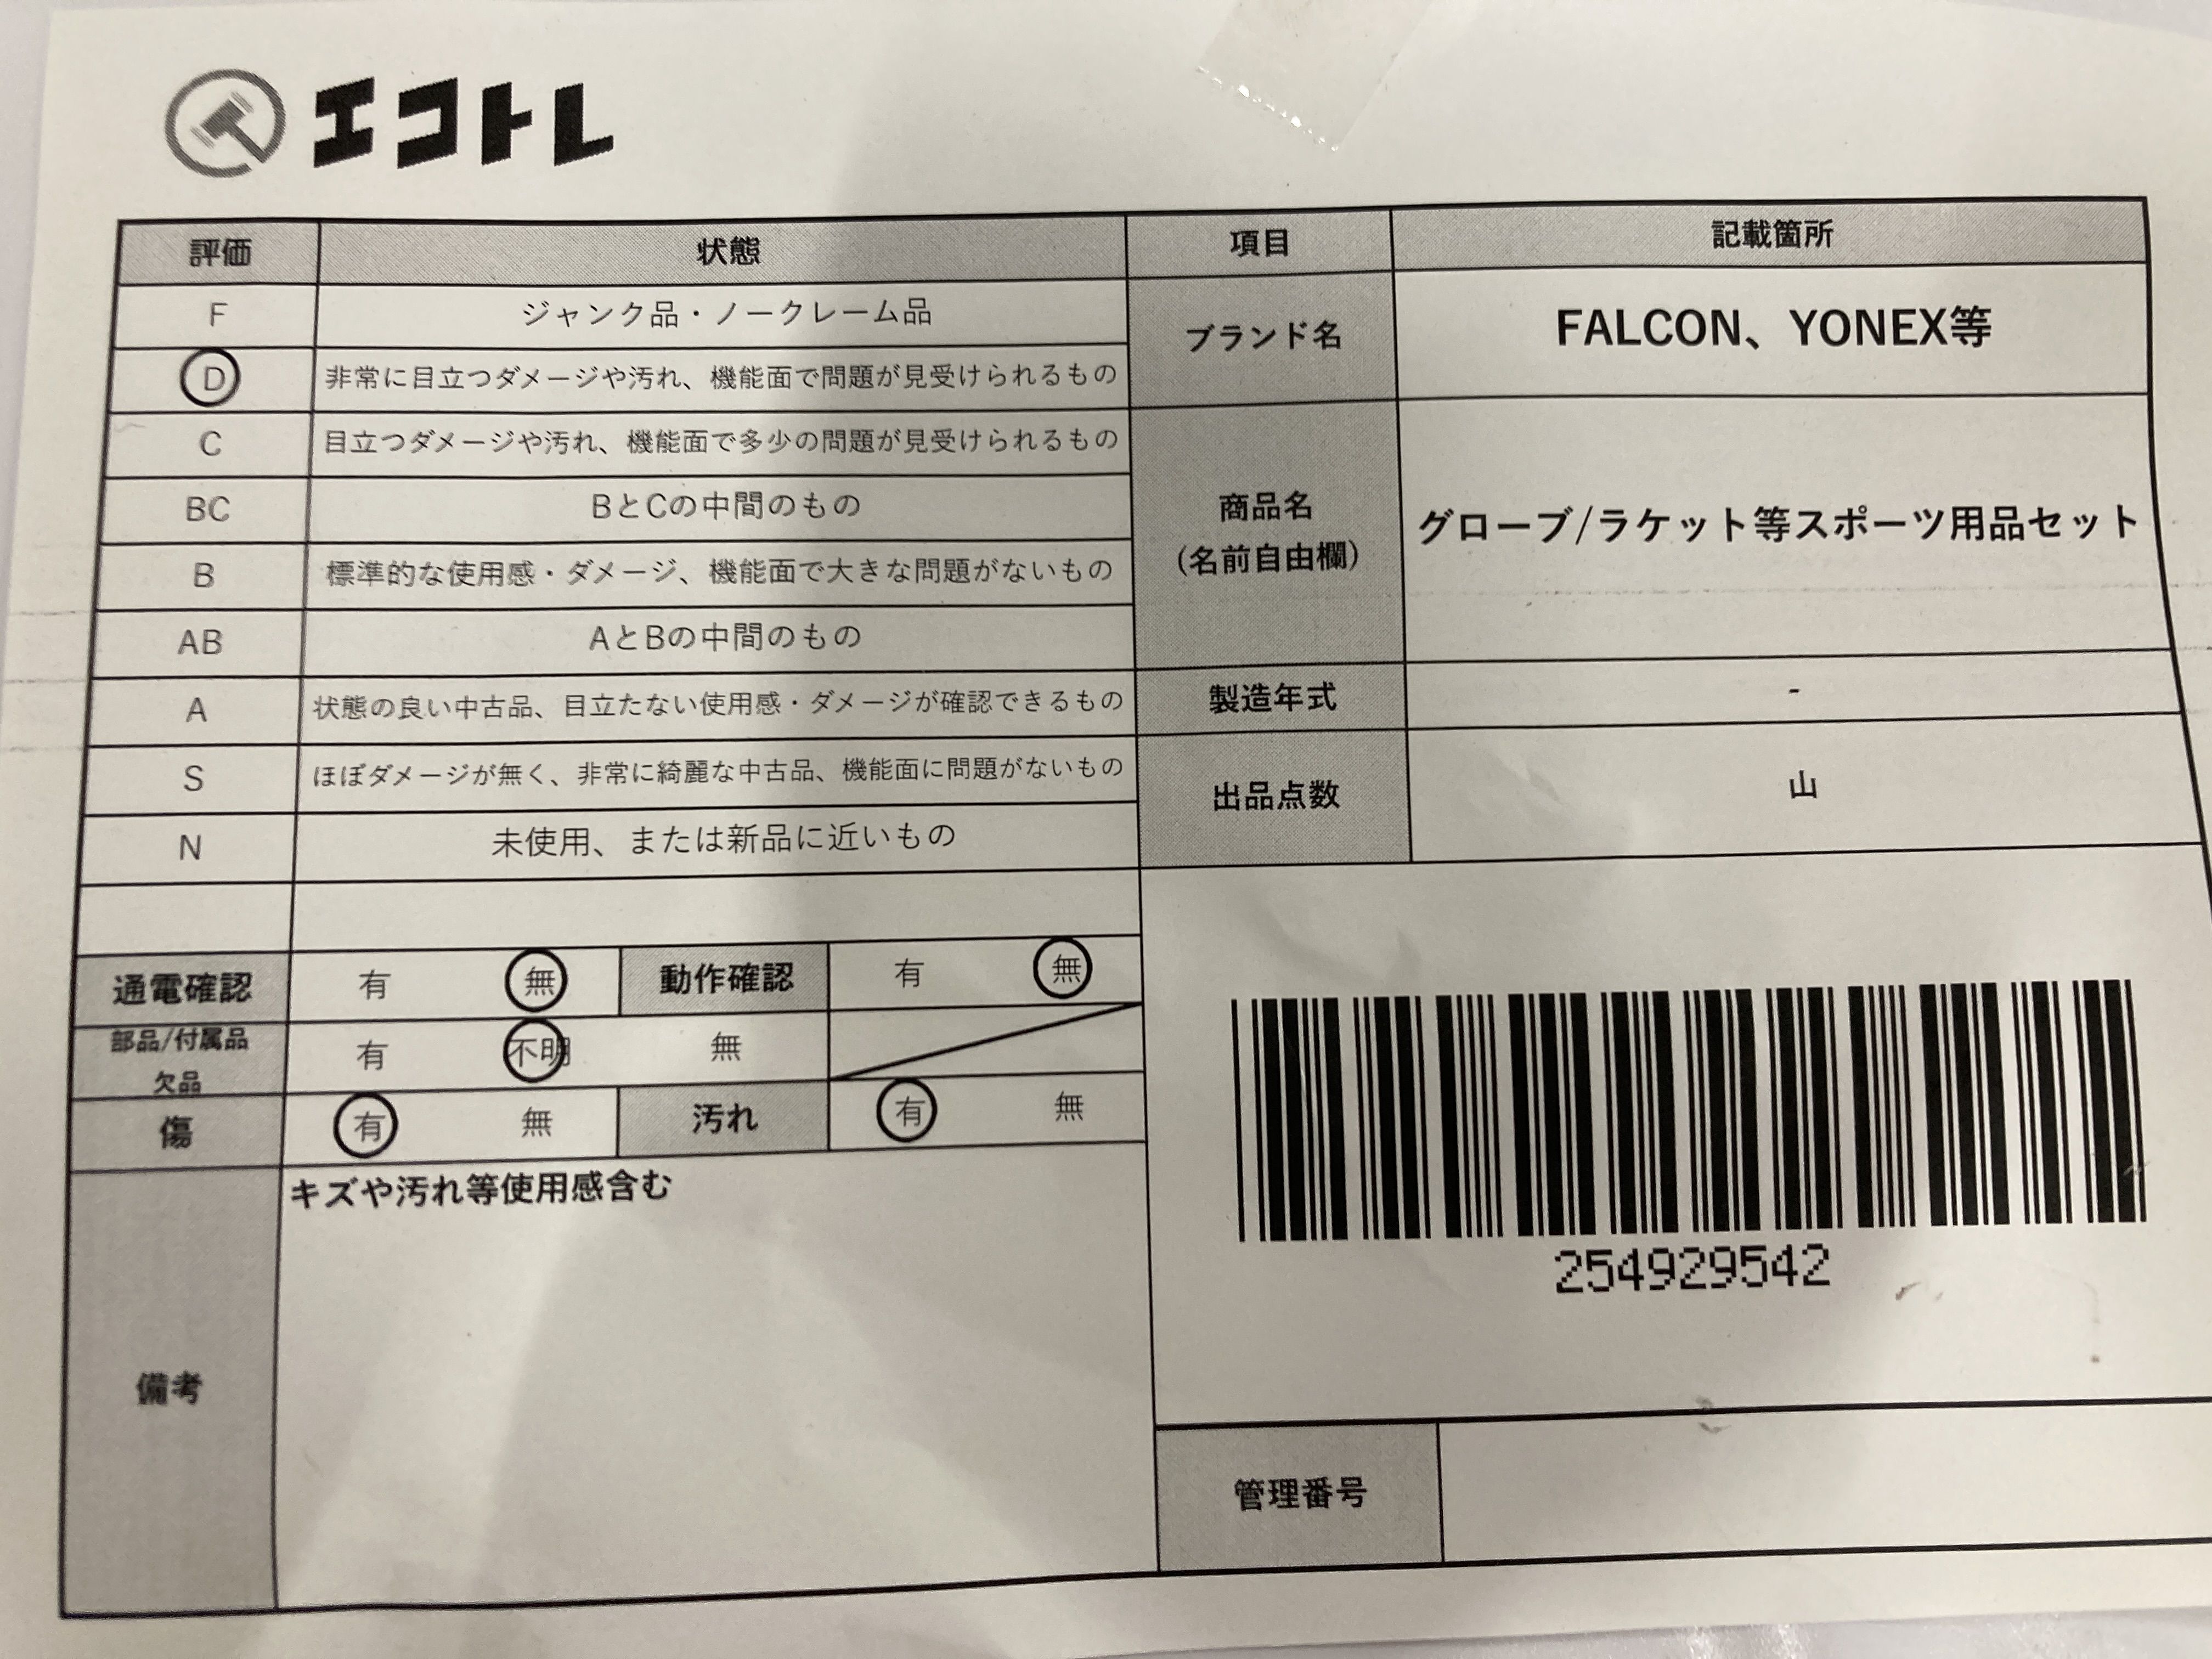 エコトレ
評価 状態 項目 記載箇所
F ジャンク品・ノークレーム品
D 非常に目立つダメージや汚れ、機能面で問題が見受けられるもの
C 目立つダメージや汚れ、機能面で多少の問題が見受けられるもの
BC BとCの中間のもの
B 標準的な使用感・ダメージ、機能面で大きな問題がないもの
AB AとBの中間のもの
A 状態の良い中古品、目立たない使用感・ダメージが確認できるもの
S ほぼダメージが無く、非常に綺麗な中古品、機能面に問題がないもの
N 未使用、または新品に近いもの
ブランド名 FALCON、YONEX等
商品名
(名前自由欄)
グローブ/ラケット等スポーツ用品セット
製造年式 -
出品点数 山
通電確認 有 無 動作確認 有 無
部品/付属品
欠品
有 不明 無
傷 有 無 汚れ 有 無
備考 キズや汚れ等使用感含む
254929542
管理番号